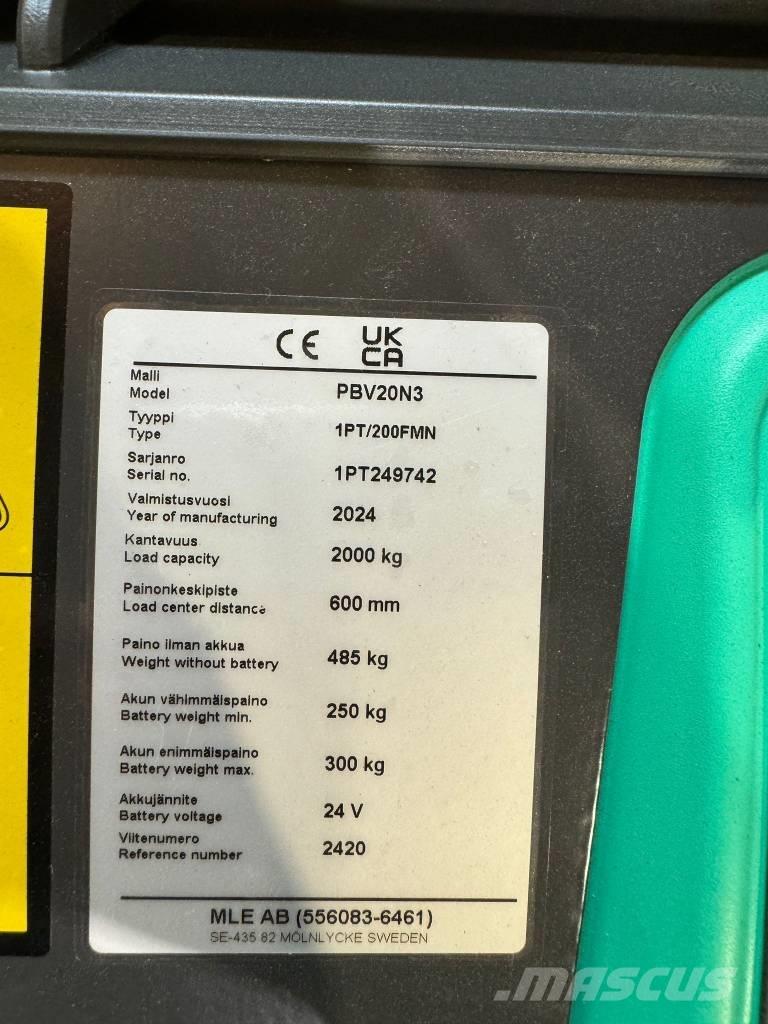 CE UK
CA
Malli
Model PBV20N3
Tyyppi
Type 1PT/200FMN
Sarjanro
Serial no. 1PT249742
Valmistusvuosi
Year of manufacturing 2024
Kantavuus
Load capacity 2000 kg
Painonkeskipiste
Load center distance 600 mm
Paino ilman akkua
Weight without battery 485 kg
Akun vähimmäispaino
Battery weight min. 250 kg
Akun enimmäispaino
Battery weight max. 300 kg
Akkujännite
Battery voltage 24 V
Viitenumero
Reference number 2420
MLE AB (556083-6461)
SE-435 82 MÖLNLYCKE SWEDEN
MASCUS